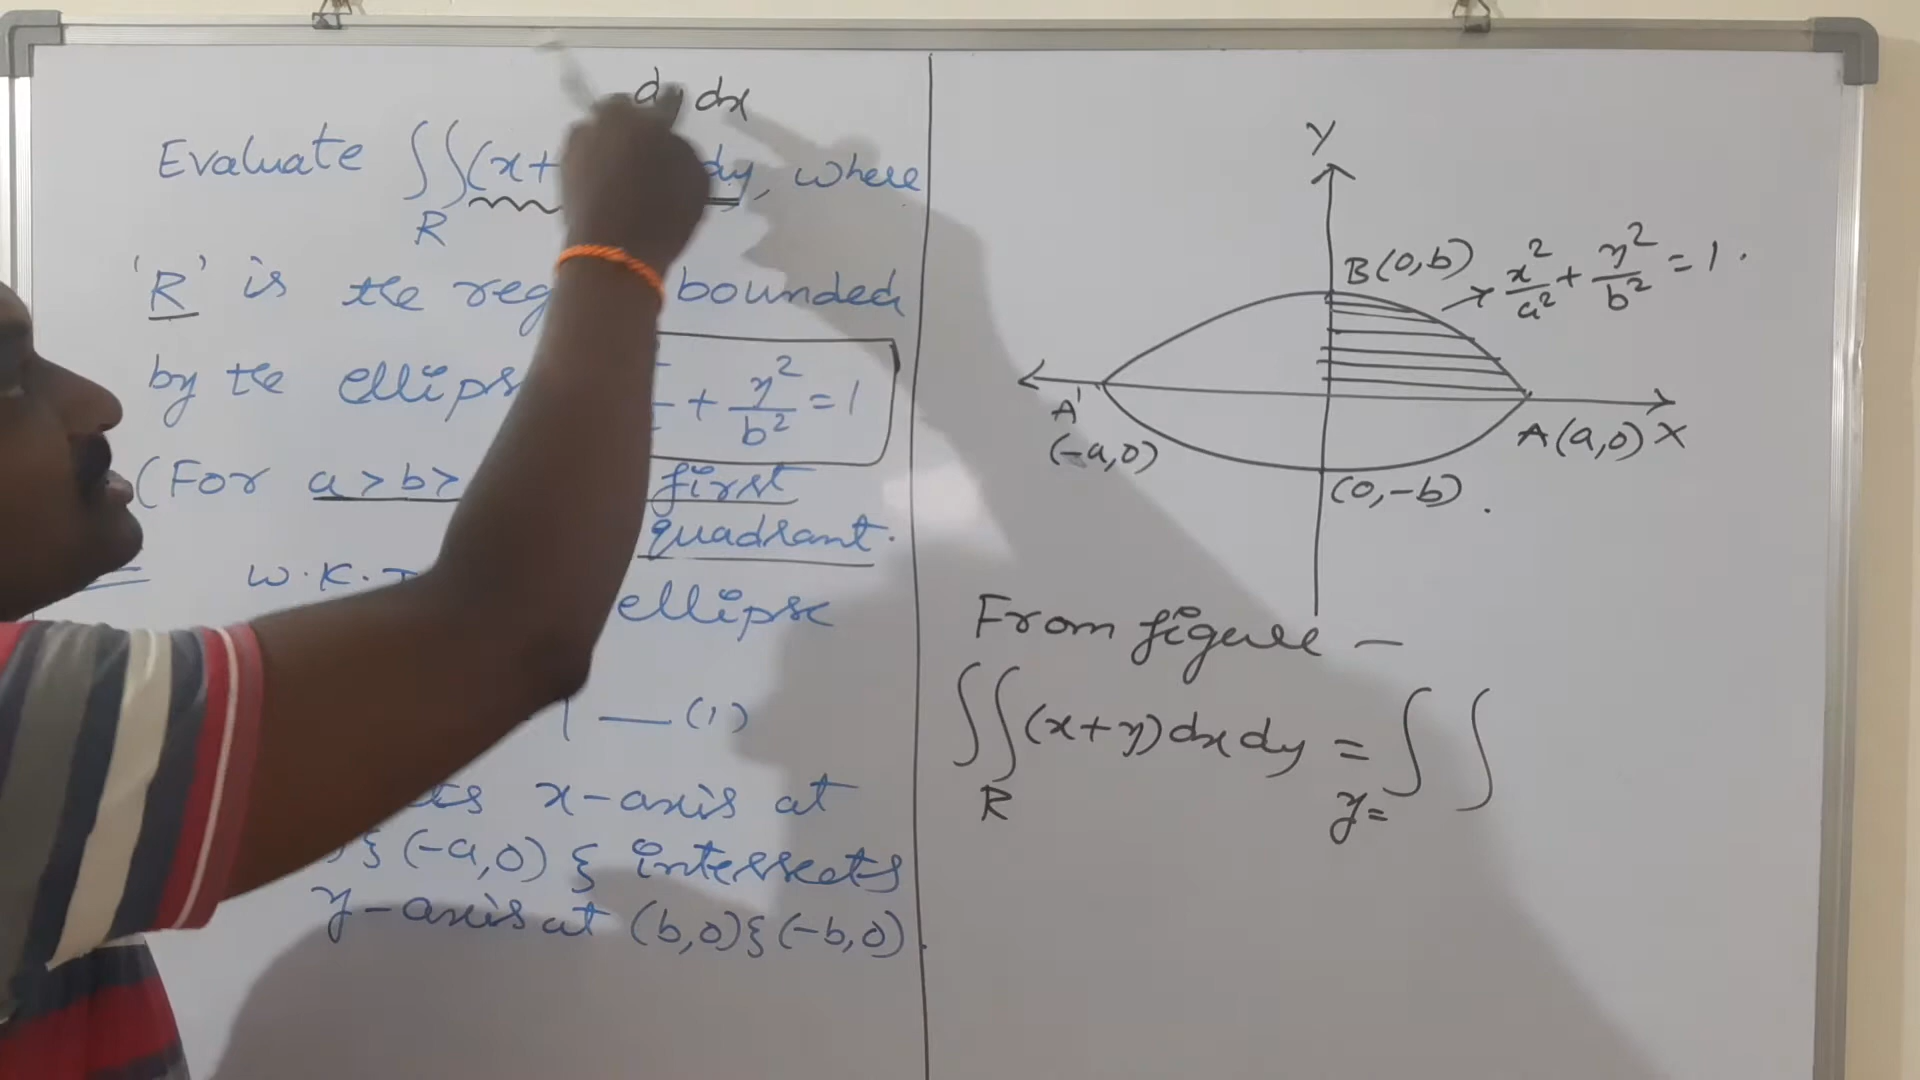 dy dx
Evaluate ∬(x+ dy, where
R
'R' is the reg bounded
by the ellips + y²/b² = 1
(For a>b> first
quadrant.
W.K.T ellipse
1 —(1)
x-axis at
}(-a,0) } intersects
y-axis at (b,0)}(-b,0)
Y
B(0,b) → x²/a² + y²/b² = 1.
A' A(a,0) X
(-a,0)
(0,-b).
From figure —
∬(x+y)dx dy = ∫ ∫
R y=